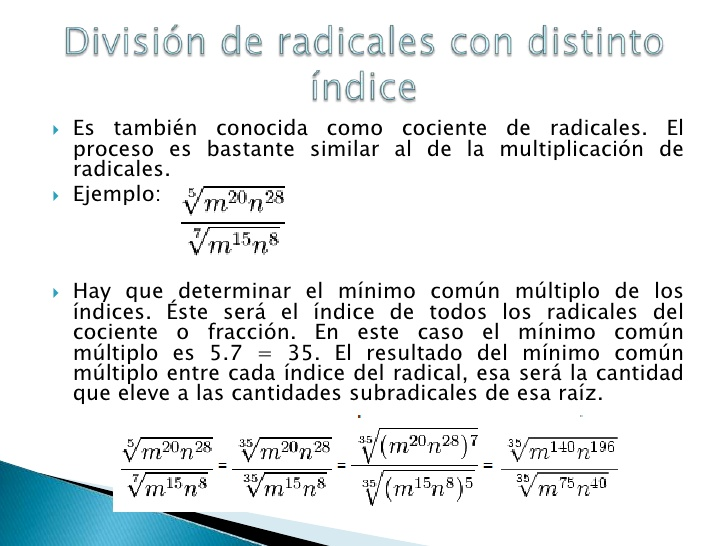 División de radicales con distinto
índice
Es también conocida como cociente de radicales. El
proceso es bastante similar al de la multiplicación de
radicales.
Ejemplo: \frac{\sqrt[5]{m^{20}n^{28}}}{\sqrt[7]{m^{15}n^{8}}}
Hay que determinar el mínimo común múltiplo de los
índices. Éste será el índice de todos los radicales del
cociente o fracción. En este caso el mínimo común
múltiplo es 5.7 = 35. El resultado del mínimo común
múltiplo entre cada índice del radical, esa será la cantidad
que eleve a las cantidades subradicales de esa raíz.
\frac{\sqrt[5]{m^{20}n^{28}}}{\sqrt[7]{m^{15}n^{8}}} = \frac{\sqrt[35]{m^{20}n^{28}}}{\sqrt[35]{m^{15}n^{8}}} = \frac{\sqrt[35]{(m^{20}n^{28})^{7}}}{\sqrt[35]{(m^{15}n^{8})^{5}}} = \frac{\sqrt[35]{m^{140}n^{196}}}{\sqrt[35]{m^{75}n^{40}}}